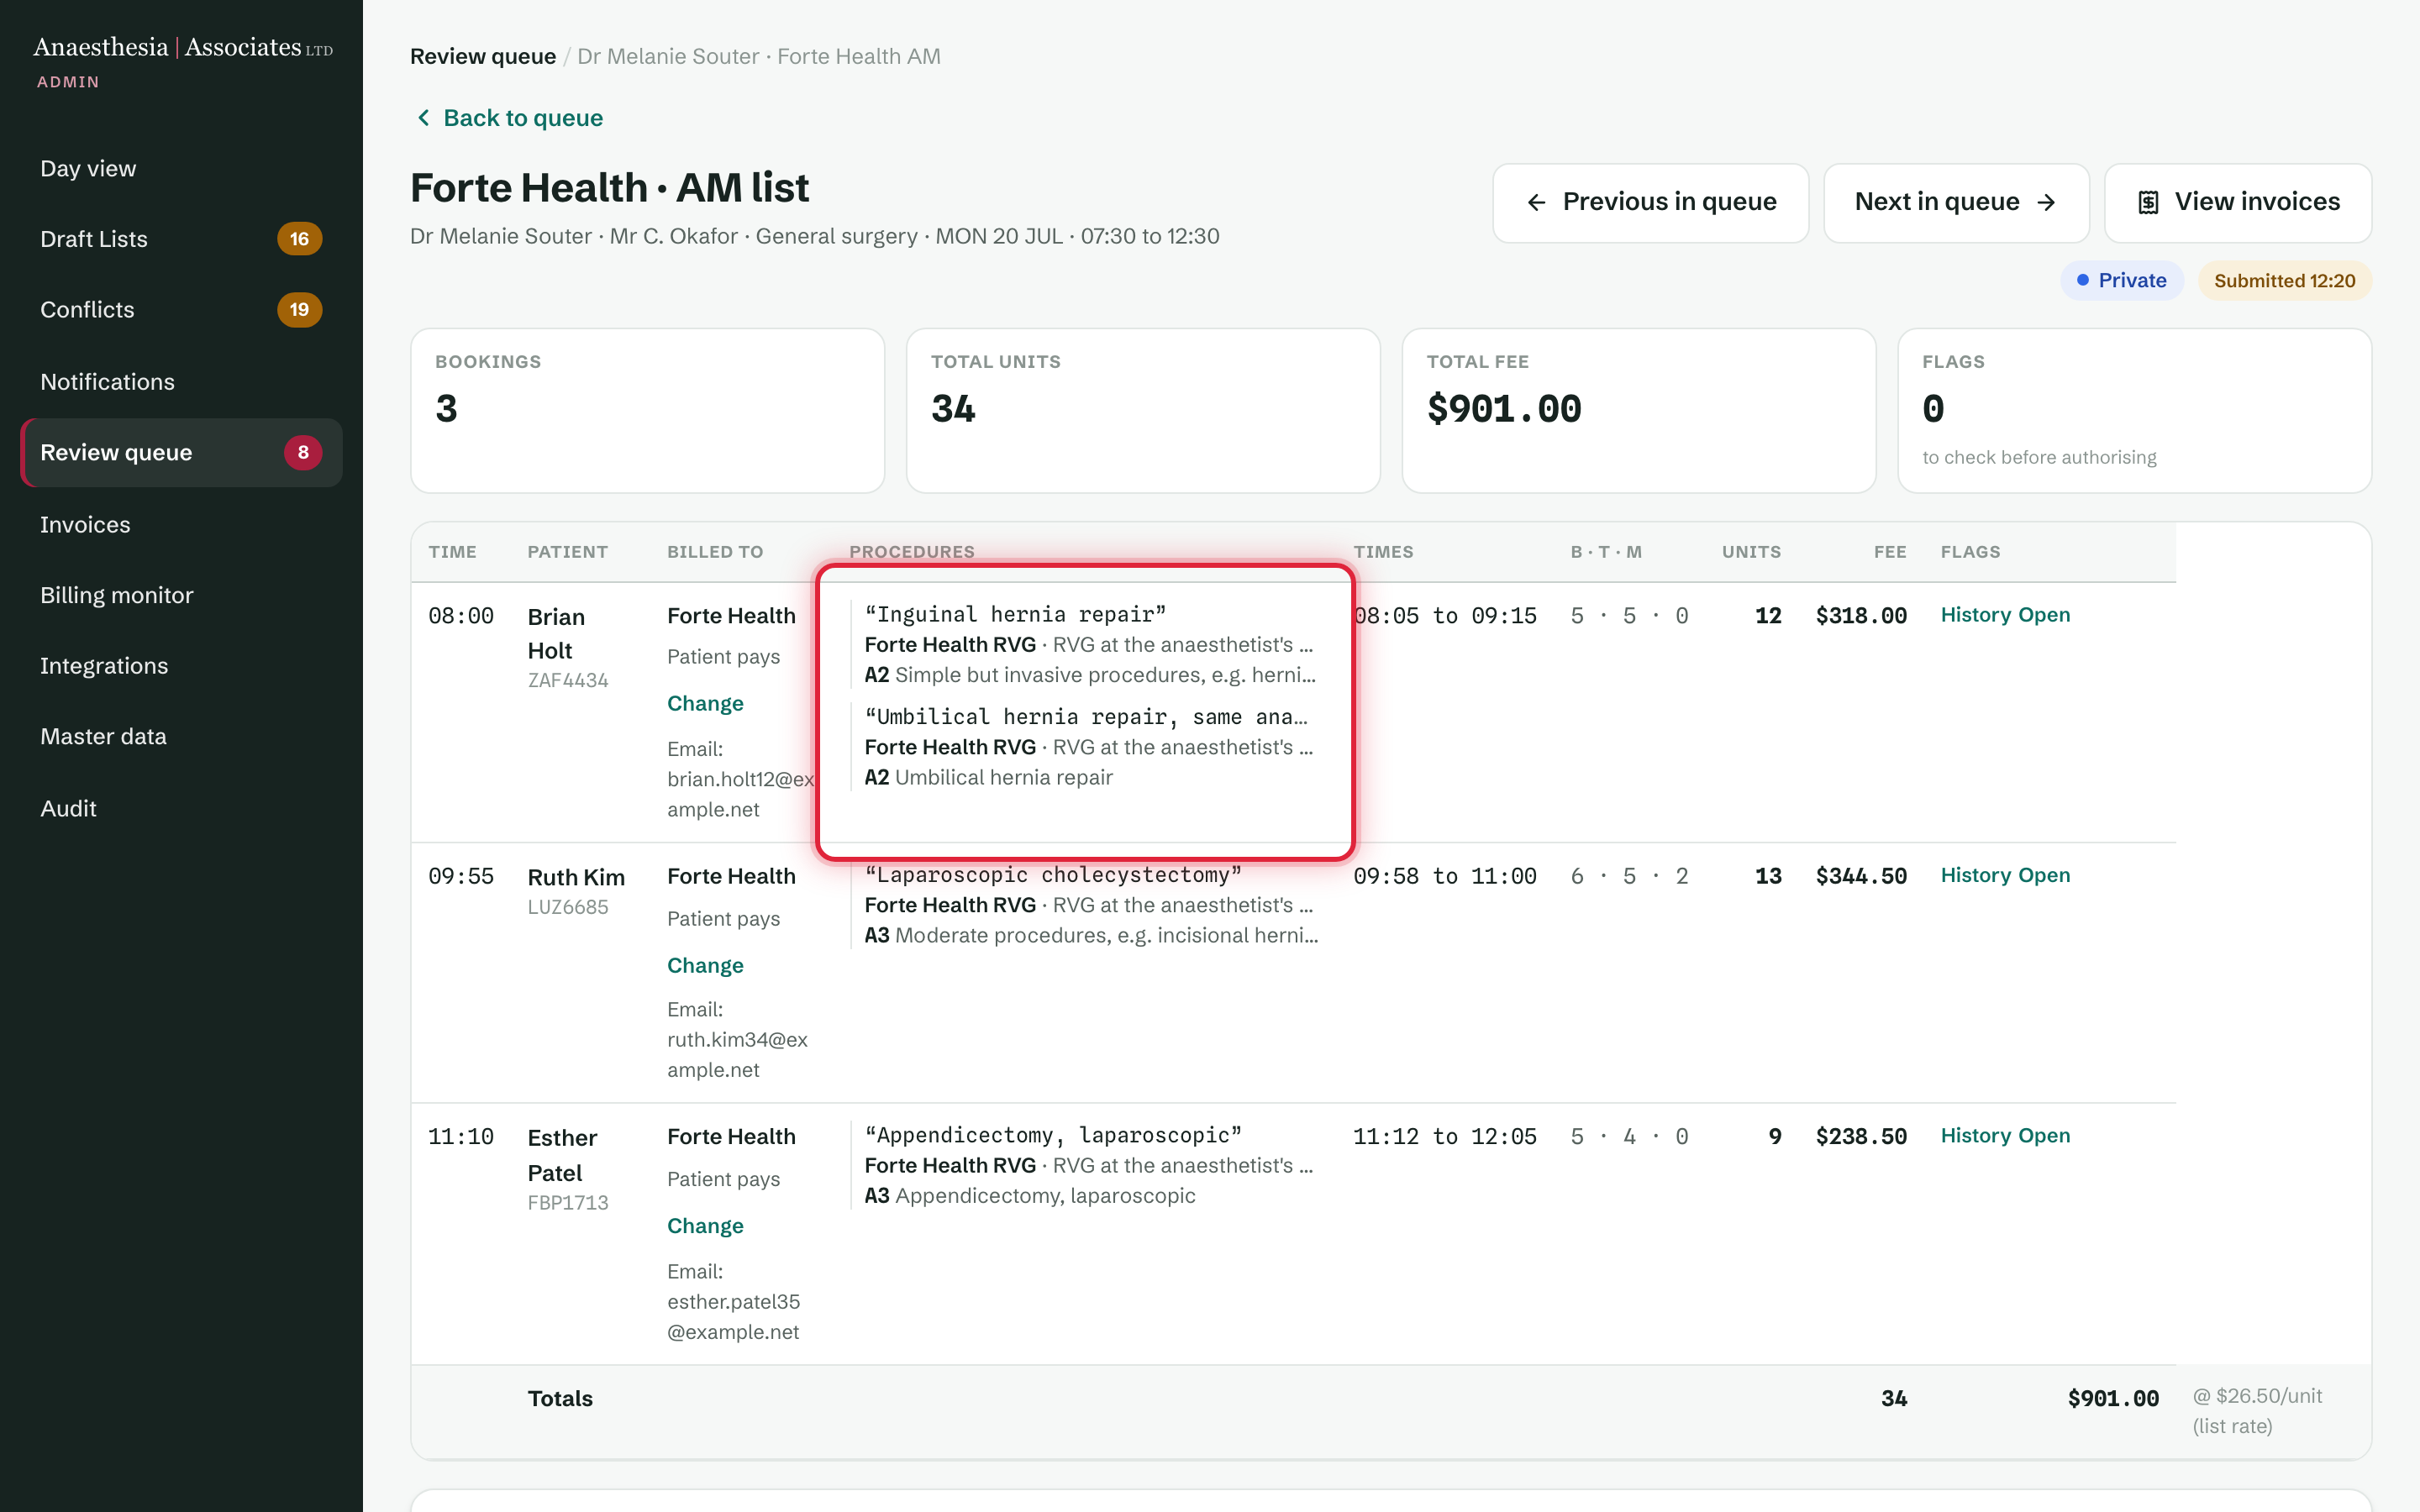 Anaesthesia | Associates LTD
ADMIN
Day view
Draft Lists 16
Conflicts 19
Notifications
Review queue 8
Invoices
Billing monitor
Integrations
Master data
Audit
Review queue / Dr Melanie Souter · Forte Health AM
Back to queue
Forte Health · AM list
Dr Melanie Souter · Mr C. Okafor · General surgery · MON 20 JUL · 07:30 to 12:30
← Previous in queue
Next in queue →
View invoices
Private
Submitted 12:20
BOOKINGS
3
TOTAL UNITS
34
TOTAL FEE
$901.00
FLAGS
0
to check before authorising
TIME PATIENT BILLED TO PROCEDURES TIMES B · T · M UNITS FEE FLAGS
08:00
Brian
Holt
ZAF4434
Forte Health
Patient pays
Change
Email:
brian.holt12@ex
ample.net
“Inguinal hernia repair”
Forte Health RVG · RVG at the anaesthetist's ...
A2 Simple but invasive procedures, e.g. herni...
“Umbilical hernia repair, same ana...
Forte Health RVG · RVG at the anaesthetist's ...
A2 Umbilical hernia repair
08:05 to 09:15
5 · 5 · 0
12
$318.00
History Open
09:55
Ruth Kim
LUZ6685
Forte Health
Patient pays
Change
Email:
ruth.kim34@ex
ample.net
“Laparoscopic cholecystectomy”
Forte Health RVG · RVG at the anaesthetist's ...
A3 Moderate procedures, e.g. incisional herni...
09:58 to 11:00
6 · 5 · 2
13
$344.50
History Open
11:10
Esther
Patel
FBP1713
Forte Health
Patient pays
Change
Email:
esther.patel35
@example.net
“Appendicectomy, laparoscopic”
Forte Health RVG · RVG at the anaesthetist's ...
A3 Appendicectomy, laparoscopic
11:12 to 12:05
5 · 4 · 0
9
$238.50
History Open
Totals
34
$901.00
@ $26.50/unit
(list rate)